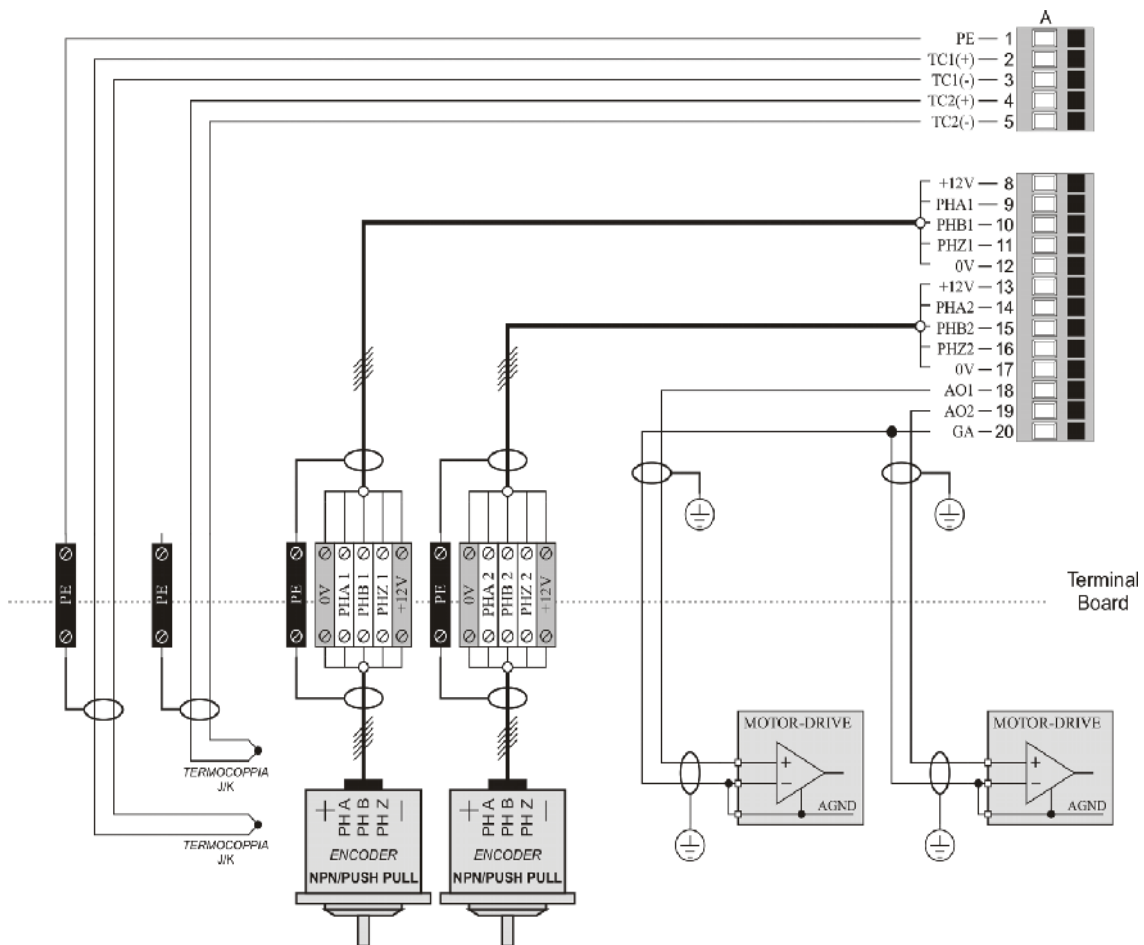 A
PE 1
TC1(+) 2
TC1(-) 3
TC2(+) 4
TC2(-) 5
+12V 8
PHA1 9
PHB1 10
PHZ1 11
0V 12
+12V 13
PHA2 14
PHB2 15
PHZ2 16
0V 17
AO1 18
AO2 19
GA 20
PE
PE
PE
0V
PHA 1
PHB 1
PHZ 1
+12V
PE
0V
PHA 2
PHB 2
PHZ 2
+12V
Terminal
Board
TERMOCOPPIA
J/K
TERMOCOPPIA
J/K
+ PH A PH B PH Z −
ENCODER
NPN/PUSH PULL
+ PH A PH B PH Z −
ENCODER
NPN/PUSH PULL
MOTOR-DRIVE
+
−
AGND
MOTOR-DRIVE
+
−
AGND